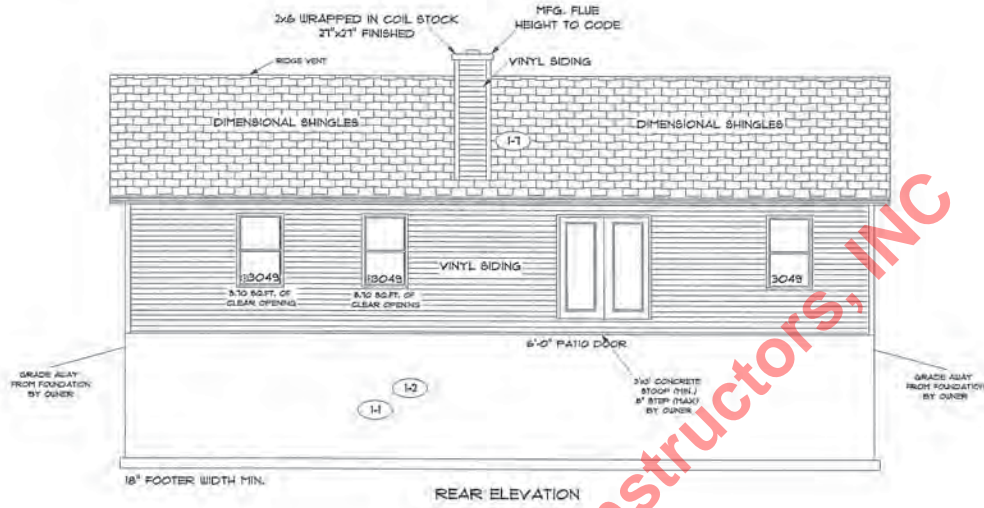 2x6 WRAPPED IN COIL STOCK
27"x27" FINISHED
MFG. FLUE
HEIGHT TO CODE
RIDGE VENT
VINYL SIDING
DIMENSIONAL SHINGLES
DIMENSIONAL SHINGLES
1-7
3049
3049
3049
5.70 SQ.FT. OF
CLEAR OPENING
5.70 SQ.FT. OF
CLEAR OPENING
VINYL SIDING
6'-0" PATIO DOOR
GRADE AWAY
FROM FOUNDATION
BY OWNER
3'x3' CONCRETE
STOOP (MIN.)
8" STEP (MAX)
BY OWNER
GRADE AWAY
FROM FOUNDATION
BY OWNER
1-2
1-1
18" FOOTER WIDTH MIN.
REAR ELEVATION
structors, INC